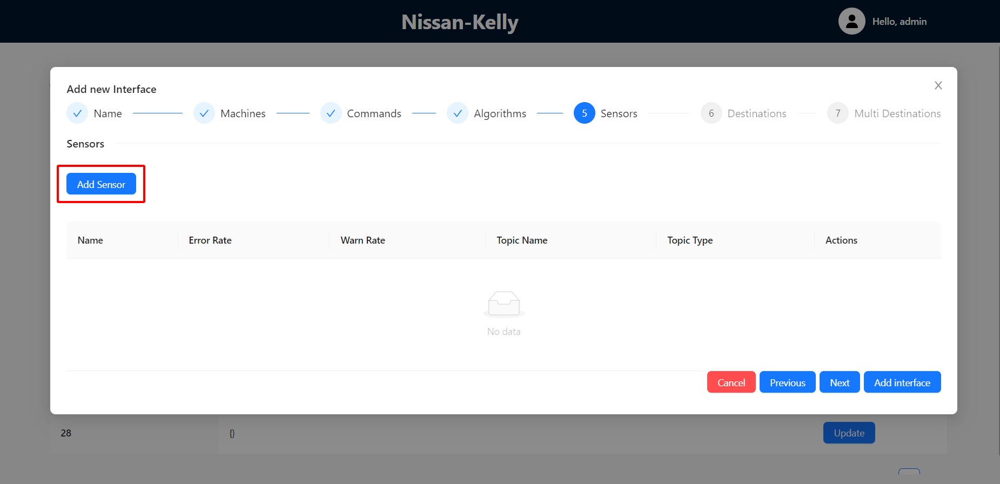 Nissan-Kelly
Hello, admin
Add new Interface
Name
Machines
Commands
Algorithms
5 Sensors
6 Destinations
7 Multi Destinations
Sensors
Add Sensor
Name Error Rate Warn Rate Topic Name Topic Type Actions
No data
Cancel Previous Next Add interface
28 {} Update